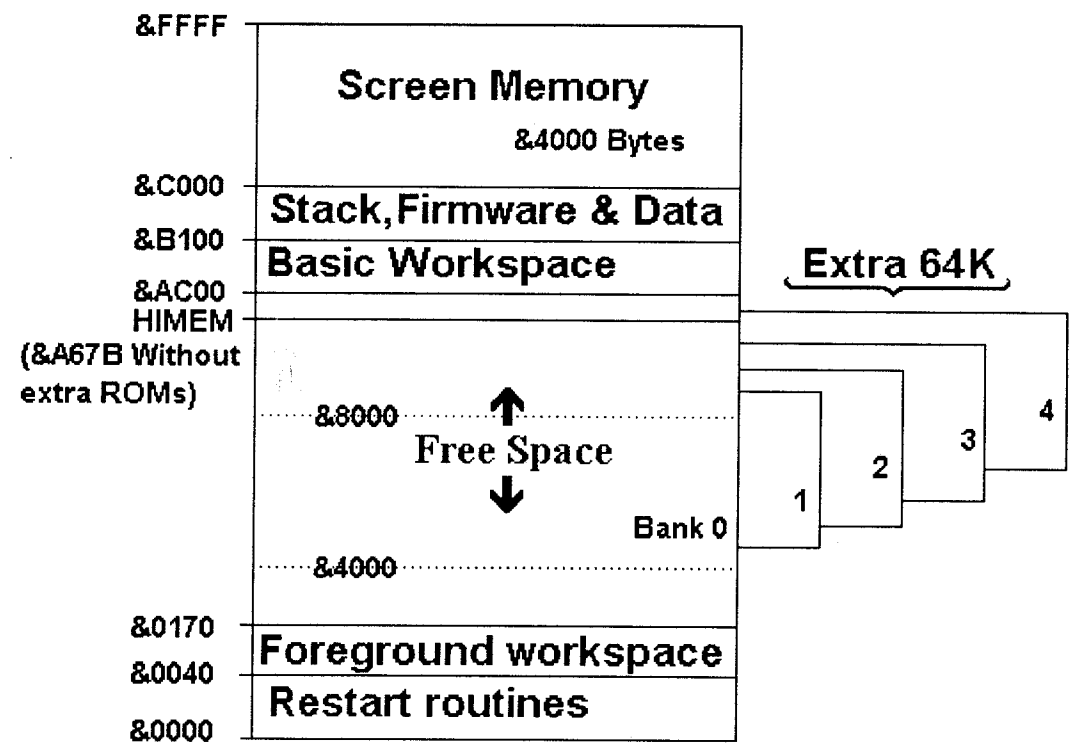 &FFFF
Screen Memory
&4000 Bytes
&C000
Stack,Firmware & Data
&B100
Basic Workspace
Extra 64K
&AC00
HIMEM
(&A67B Without
extra ROMs)
&8000
4
Free Space
3
2
1
Bank 0
&4000
&0170
Foreground workspace
&0040
Restart routines
&0000